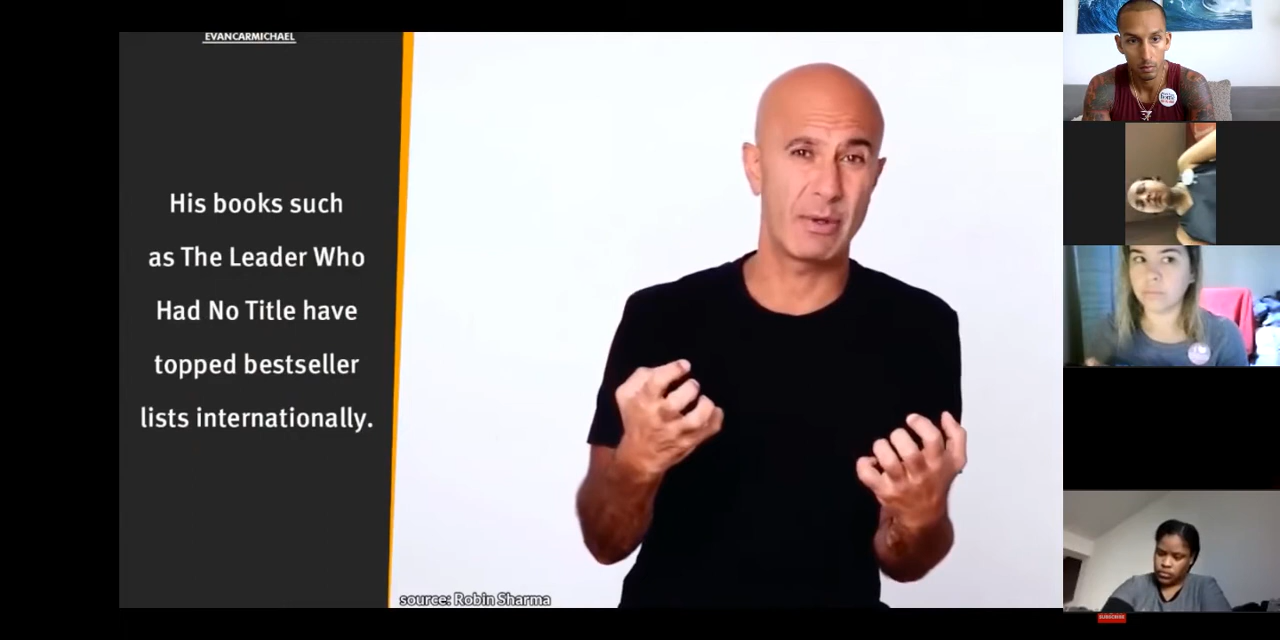 EVANCARMICHAEL
His books such
as The Leader Who
Had No Title have
topped bestseller
lists internationally.
source: Robin Sharma
SUBSCRIBE